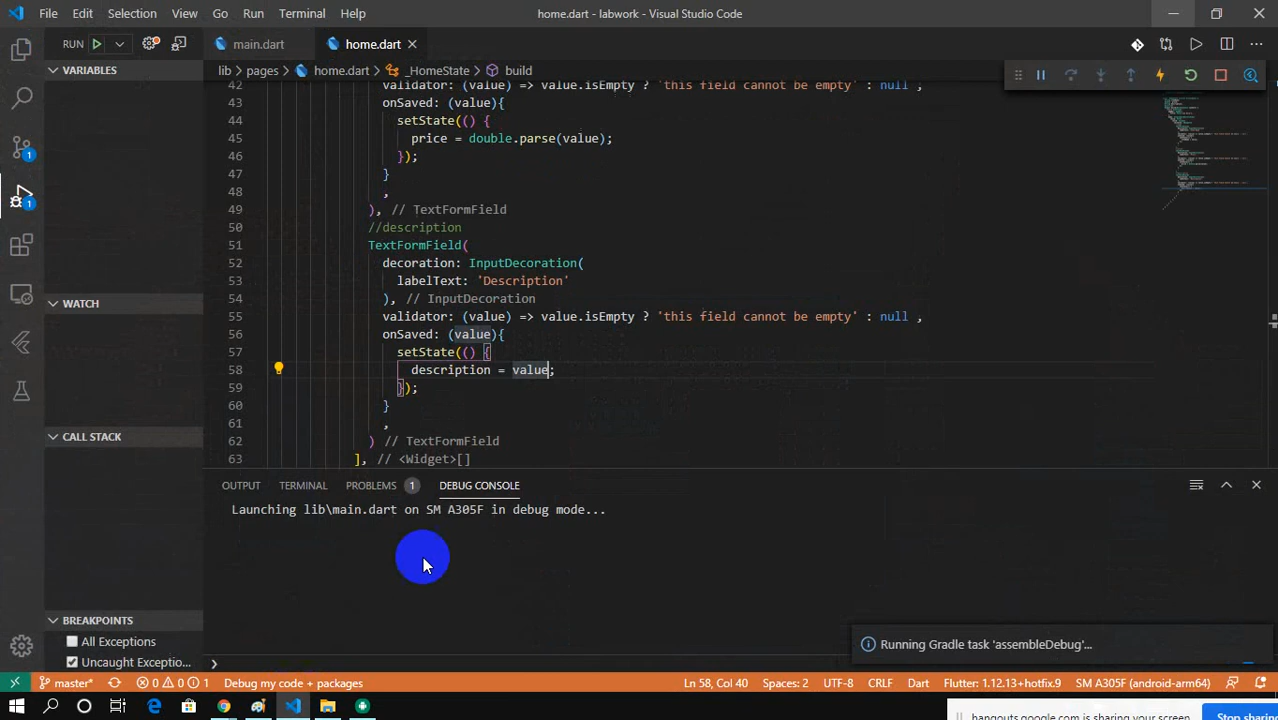 File Edit Selection View Go Run Terminal Help
home.dart - labwork - Visual Studio Code
RUN
main.dart
home.dart
lib > pages > home.dart > _HomeState > build
VARIABLES
WATCH
CALL STACK
BREAKPOINTS
All Exceptions
Uncaught Exceptio...
42 validator: (value) => value.isEmpty ? 'this field cannot be empty' : null ,
43 onSaved: (value){
44 setState(() {
45 price = double.parse(value);
46 });
47 }
48 ,
49 ), // TextFormField
50 //description
51 TextFormField(
52 decoration: InputDecoration(
53 labelText: 'Description'
54 ), // InputDecoration
55 validator: (value) => value.isEmpty ? 'this field cannot be empty' : null ,
56 onSaved: (value){
57 setState(() {
58 description = value;
59 });
60 }
61 ,
62 ) // TextFormField
63 ], // <Widget>[]
OUTPUT TERMINAL PROBLEMS 1 DEBUG CONSOLE
Launching lib\main.dart on SM A305F in debug mode...
Running Gradle task 'assembleDebug'...
1
1
master* 0 0 1 Debug my code + packages
Ln 58, Col 40 Spaces: 2 UTF-8 CRLF Dart Flutter: 1.12.13+hotfix.9 SM A305F (android-arm64)
hangouts.google.com is sharing your screen.
Stop sharing